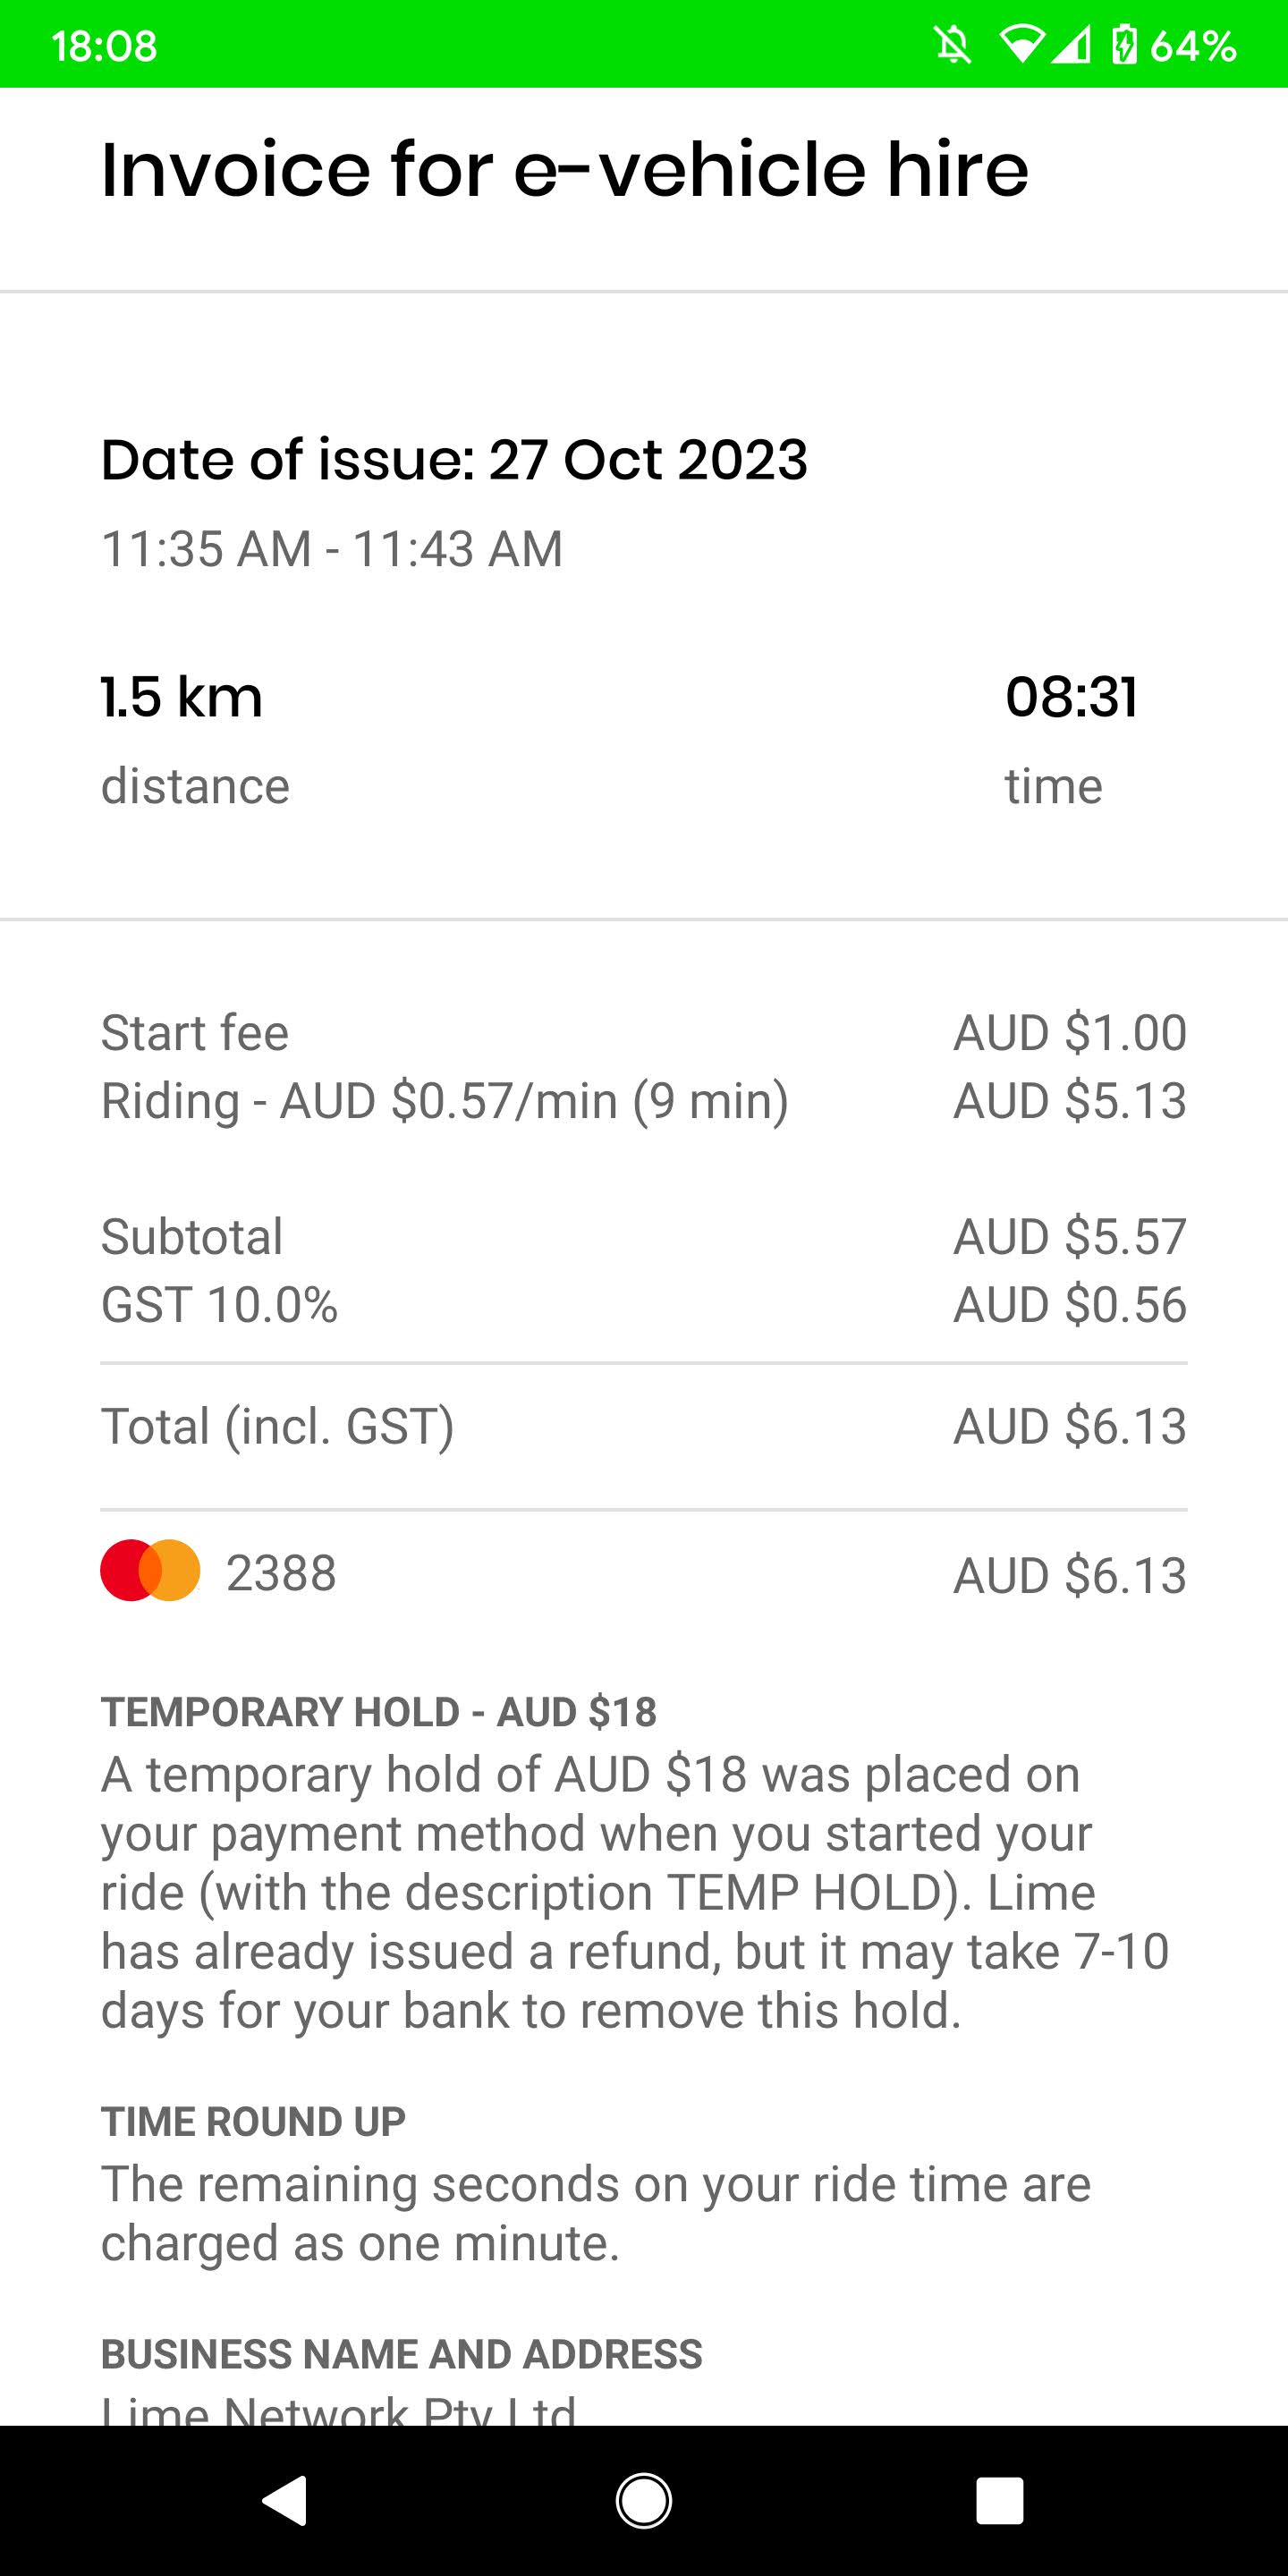 18:08 64%
Invoice for e-vehicle hire
Date of issue: 27 Oct 2023
11:35 AM - 11:43 AM
1.5 km 08:31
distance time
Start fee AUD $1.00
Riding - AUD $0.57/min (9 min) AUD $5.13
Subtotal AUD $5.57
GST 10.0% AUD $0.56
Total (incl. GST) AUD $6.13
2388 AUD $6.13
TEMPORARY HOLD - AUD $18
A temporary hold of AUD $18 was placed on
your payment method when you started your
ride (with the description TEMP HOLD). Lime
has already issued a refund, but it may take 7-10
days for your bank to remove this hold.
TIME ROUND UP
The remaining seconds on your ride time are
charged as one minute.
BUSINESS NAME AND ADDRESS
Lime Network Pty Ltd